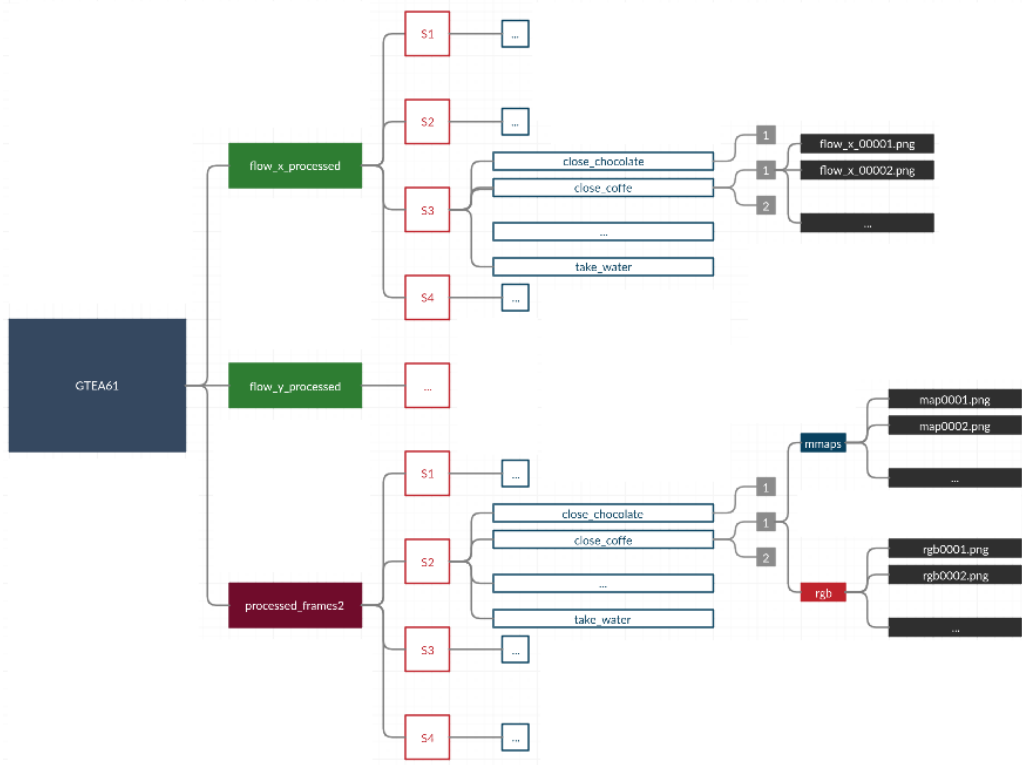 S1
...
S2
...
flow_x_processed
close_chocolate
1
flow_x_00001.png
close_coffe
1
flow_x_00002.png
2
S3
...
...
take_water
S4
...
GTEA61
flow_y_processed
...
map0001.png
map0002.png
mmaps
...
S1
...
1
close_chocolate
1
close_coffe
2
S2
...
rgb0001.png
rgb0002.png
rgb
...
processed_frames2
take_water
S3
...
S4
...